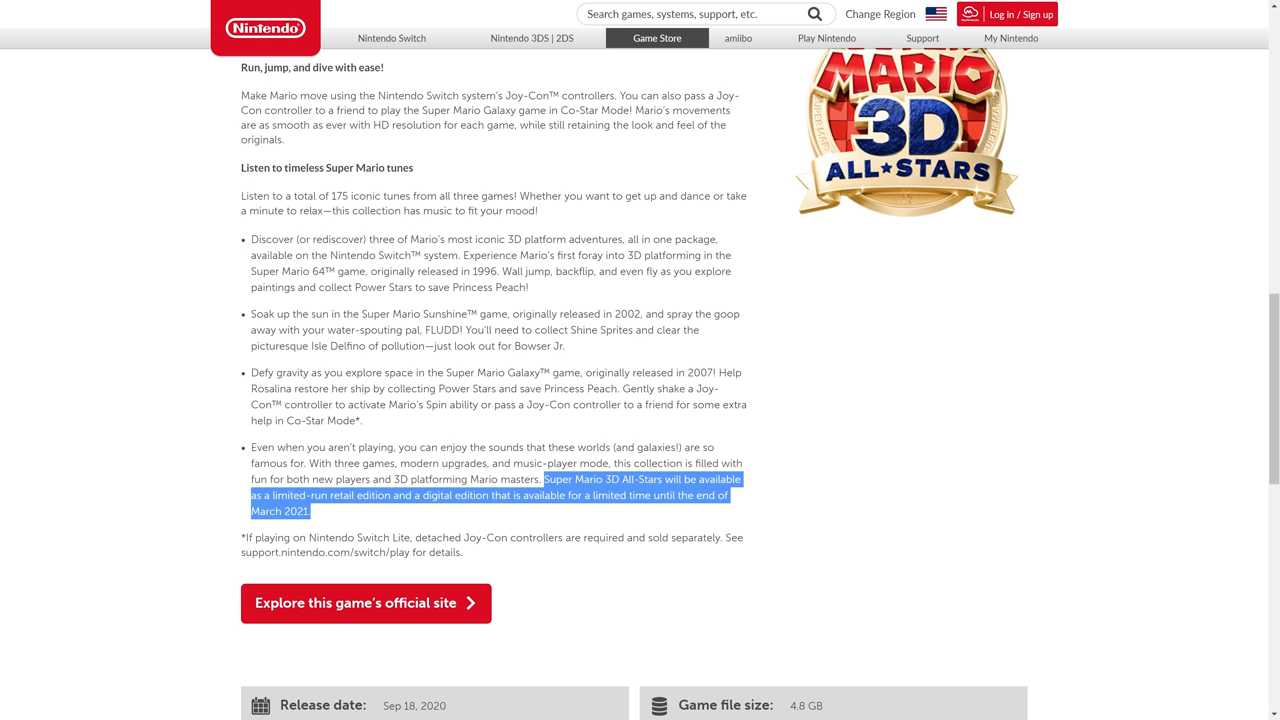 Nintendo
Search games, systems, support, etc.
Change Region
Log in / Sign up
Nintendo Switch
Nintendo 3DS | 2DS
Game Store
amiibo
Play Nintendo
Support
My Nintendo
Run, jump, and dive with ease!
Make Mario move using the Nintendo Switch system's Joy-Con™ controllers. You can also pass a Joy-
Con controller to a friend to play the Super Mario Galaxy game in Co-Star Mode! Mario's movements
are as smooth as ever with HD resolution for each game, while still retaining the look and feel of the
originals.
Listen to timeless Super Mario tunes
Listen to a total of 175 iconic tunes from all three games! Whether you want to get up and dance or take
a minute to relax—this collection has music to fit your mood!
• Discover (or rediscover) three of Mario's most iconic 3D platform adventures, all in one package,
available on the Nintendo Switch™ system. Experience Mario's first foray into 3D platforming in the
Super Mario 64™ game, originally released in 1996. Wall jump, backflip, and even fly as you explore
paintings and collect Power Stars to save Princess Peach!
• Soak up the sun in the Super Mario Sunshine™ game, originally released in 2002, and spray the goop
away with your water-spouting pal, FLUDD! You'll need to collect Shine Sprites and clear the
picturesque Isle Delfino of pollution—just look out for Bowser Jr.
• Defy gravity as you explore space in the Super Mario Galaxy™ game, originally released in 2007! Help
Rosalina restore her ship by collecting Power Stars and save Princess Peach. Gently shake a Joy-
Con™ controller to activate Mario's Spin ability or pass a Joy-Con controller to a friend for some extra
help in Co-Star Mode*.
• Even when you aren't playing, you can enjoy the sounds that these worlds (and galaxies!) are so
famous for. With three games, modern upgrades, and music-player mode, this collection is filled with
fun for both new players and 3D platforming Mario masters. Super Mario 3D All-Stars will be available
as a limited-run retail edition and a digital edition that is available for a limited time until the end of
March 2021.
*If playing on Nintendo Switch Lite, detached Joy-Con controllers are required and sold separately. See
support.nintendo.com/switch/play for details.
Explore this game's official site
Release date: Sep 18, 2020
Game file size: 4.8 GB
SUPER
MARIO
3D
ALL★STARS